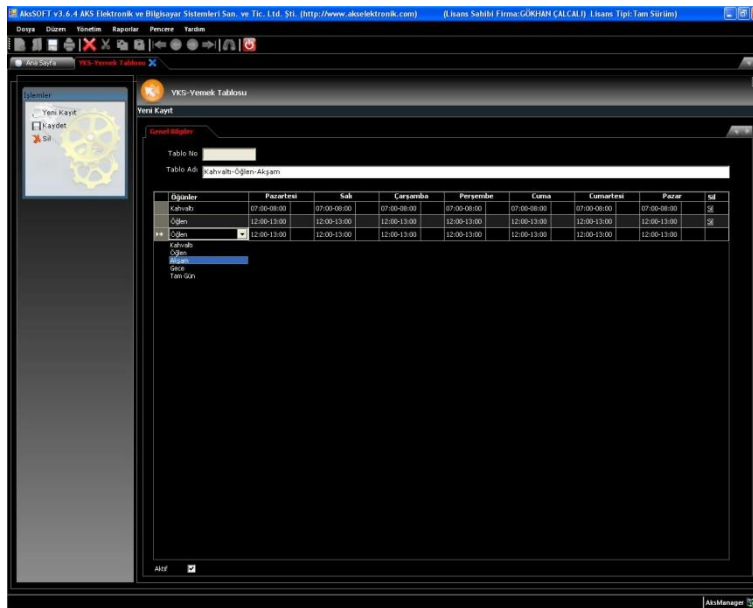 AksSOFT v3.6.4 AKS Elektronik ve Bilgisayar Sistemleri San. ve Tic. Ltd. Şti. (http://www.akselektronik.com) (Lisans Sahibi Firma:GÖKHAN ÇALCALI) Lisans Tipi:Tam Sürüm)
Dosya Düzen Yönetim Raporlar Pencere Yardım
Ana Sayfa YKS-Yemek Tablosu
İşlemler
Yeni Kayıt
Kaydet
Sil
YKS-Yemek Tablosu
Yeni Kayıt
Genel Bilgiler
Tablo No
Tablo Adı Kahvaltı-Öğlen-Akşam
Öğünler Pazartesi Salı Çarşamba Perşembe Cuma Cumartesi Pazar Sil
Kahvaltı 07:00-08:00 07:00-08:00 07:00-08:00 07:00-08:00 07:00-08:00 07:00-08:00 07:00-08:00 Sil
Öğlen 12:00-13:00 12:00-13:00 12:00-13:00 12:00-13:00 12:00-13:00 12:00-13:00 12:00-13:00 Sil
Öğlen 12:00-13:00 12:00-13:00 12:00-13:00 12:00-13:00 12:00-13:00 12:00-13:00 12:00-13:00
Kahvaltı
Öğlen
Akşam
Gece
Tam Gün
Aktif
AksManager